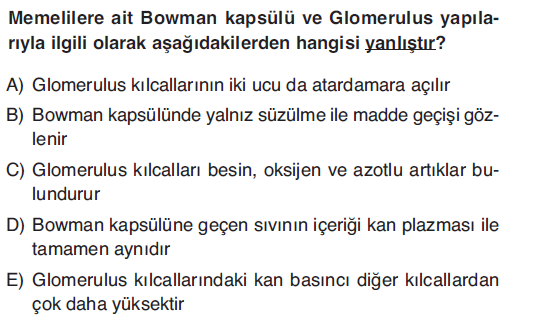 Memelilere ait Bowman kapsülü ve Glomerulus yapıla-
rıyla ilgili olarak aşağıdakilerden hangisi yanlıştır?
A) Glomerulus kılcallarının iki ucu da atardamara açılır
B) Bowman kapsülünde yalnız süzülme ile madde geçişi göz-
lenir
C) Glomerulus kılcalları besin, oksijen ve azotlu artıklar bu-
lundurur
D) Bowman kapsülüne geçen sıvının içeriği kan plazması ile
tamamen aynıdır
E) Glomerulus kılcallarındaki kan basıncı diğer kılcallardan
çok daha yüksektir